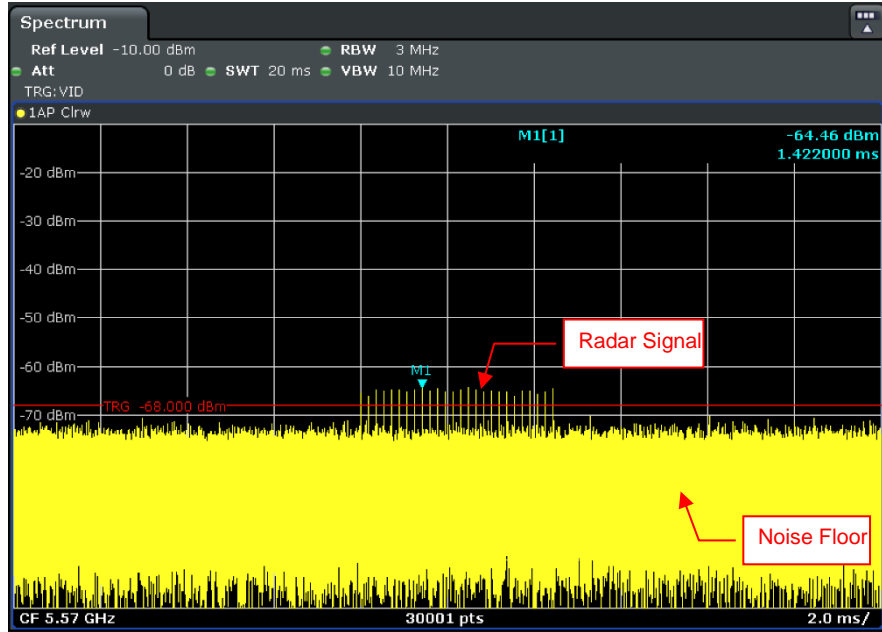 Spectrum
Ref Level -10.00 dBm RBW 3 MHz
Att 0 dB SWT 20 ms VBW 10 MHz
TRG:VID
1AP Clrw
M1[1] -64.46 dBm
1.422000 ms
-20 dBm
-30 dBm
-40 dBm
-50 dBm
Radar Signal
-60 dBm
M1
TRG -68.000 dBm
-70 dBm
Noise Floor
CF 5.57 GHz 30001 pts 2.0 ms/